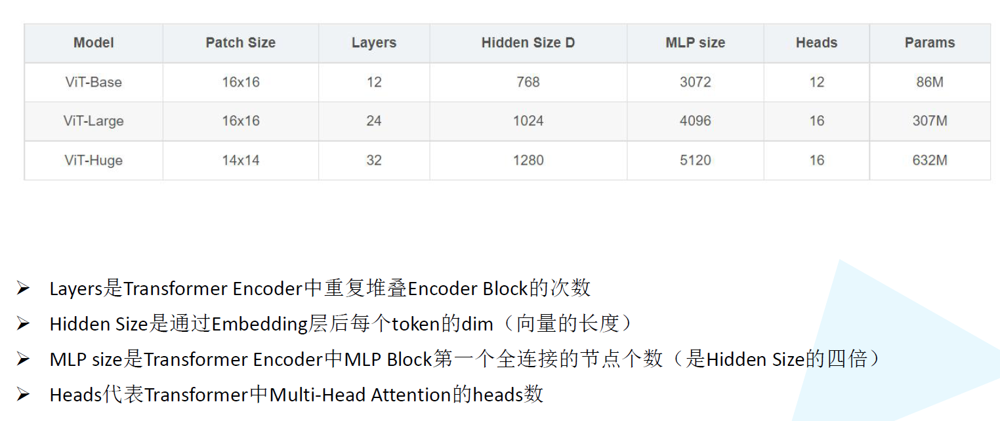 Model Patch Size Layers Hidden Size D MLP size Heads Params
ViT-Base 16x16 12 768 3072 12 86M
ViT-Large 16x16 24 1024 4096 16 307M
ViT-Huge 14x14 32 1280 5120 16 632M
➢ Layers是Transformer Encoder中重复堆叠Encoder Block的次数
➢ Hidden Size是通过Embedding层后每个token的dim（向量的长度）
➢ MLP size是Transformer Encoder中MLP Block第一个全连接的节点个数（是Hidden Size的四倍）
➢ Heads代表Transformer中Multi-Head Attention的heads数